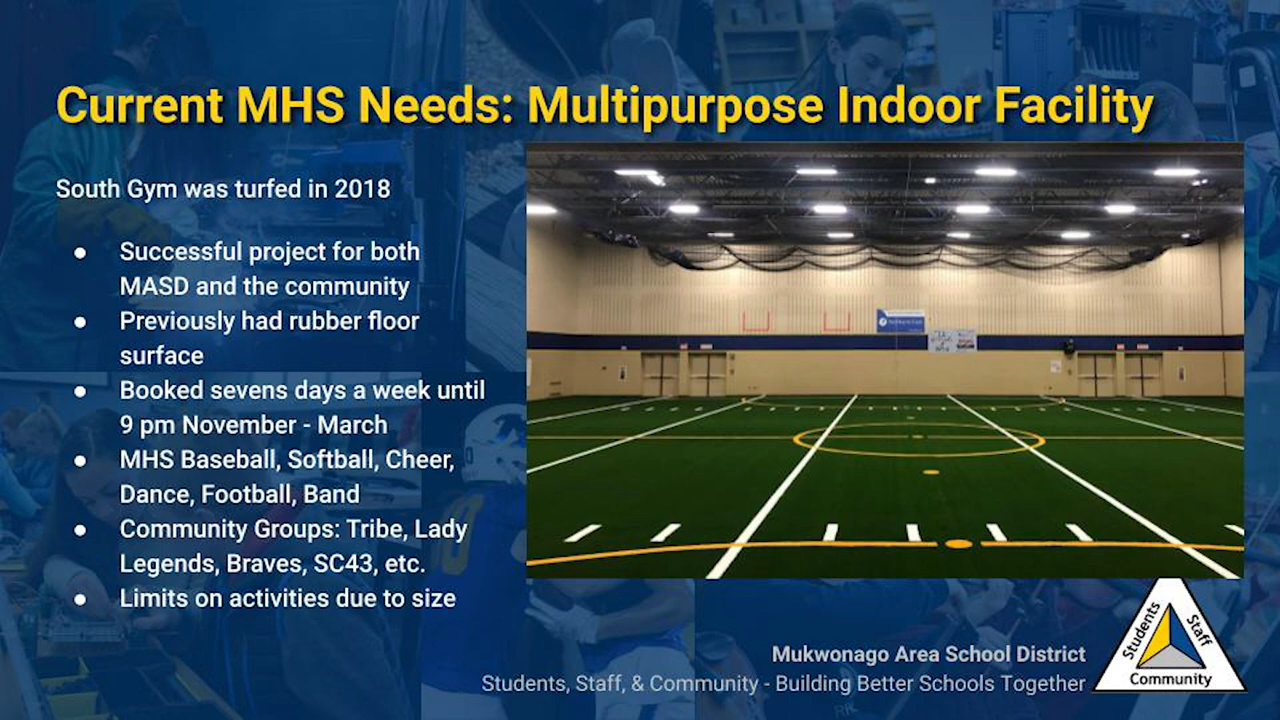 Current MHS Needs: Multipurpose Indoor Facility
South Gym was turfed in 2018
● Successful project for both
MASD and the community
● Previously had rubber floor
surface
● Booked sevens days a week until
9 pm November - March
● MHS Baseball, Softball, Cheer,
Dance, Football, Band
● Community Groups: Tribe, Lady
Legends, Braves, SC43, etc.
● Limits on activities due to size
Mukwonago Area School District
Students, Staff, & Community - Building Better Schools Together
Students
Staff
Community